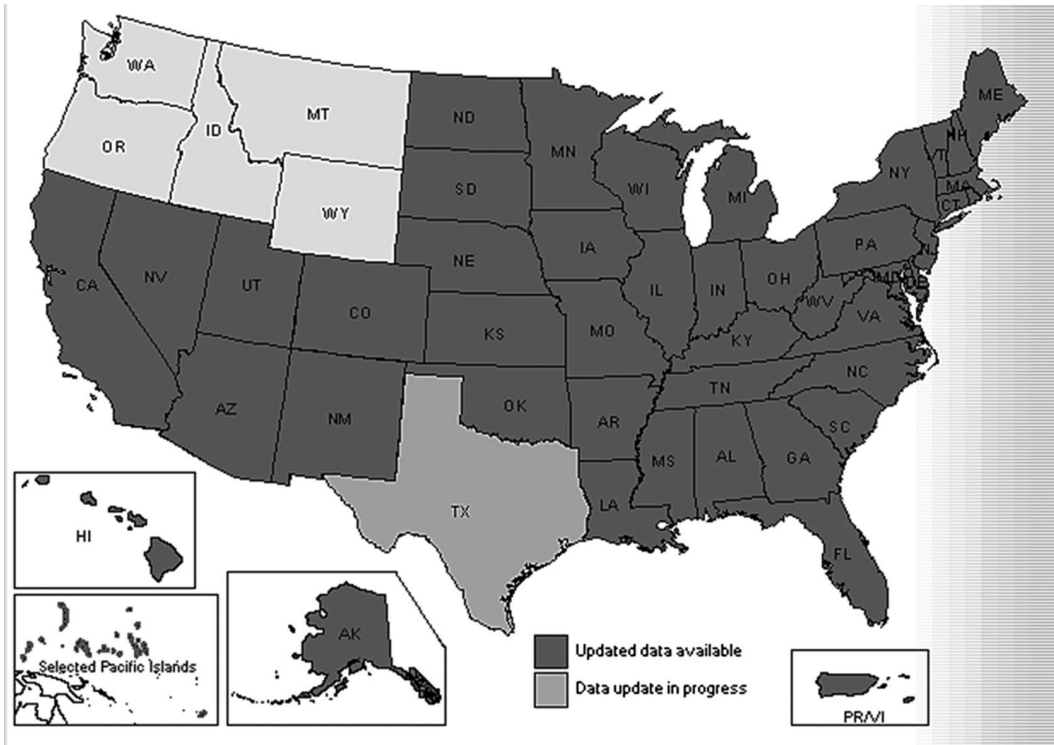 WA
MT
ND
ME
OR
ID
MN
NH
SD
WI
NY
WY
MI
MA
CT
IA
PA
NE
NJ
NV
UT
OH
CA
IL
IN
MD
DE
CO
WV
VA
KS
MO
KY
NC
TN
AZ
NM
OK
AR
SC
MS
AL
GA
LA
TX
HI
FL
AK
Selected Pacific Islands
Updated data available
Data update in progress
PR/VI